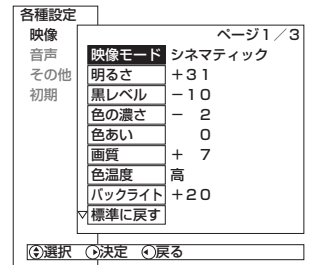 各種設定
映像
音声
その他
初期
ページ1／3
映像モード シネマティック
明るさ ＋31
黒レベル －10
色の濃さ － 2
色あい 0
画質 ＋ 7
色温度 高
バックライト ＋20
▽標準に戻す
選択 決定 戻る